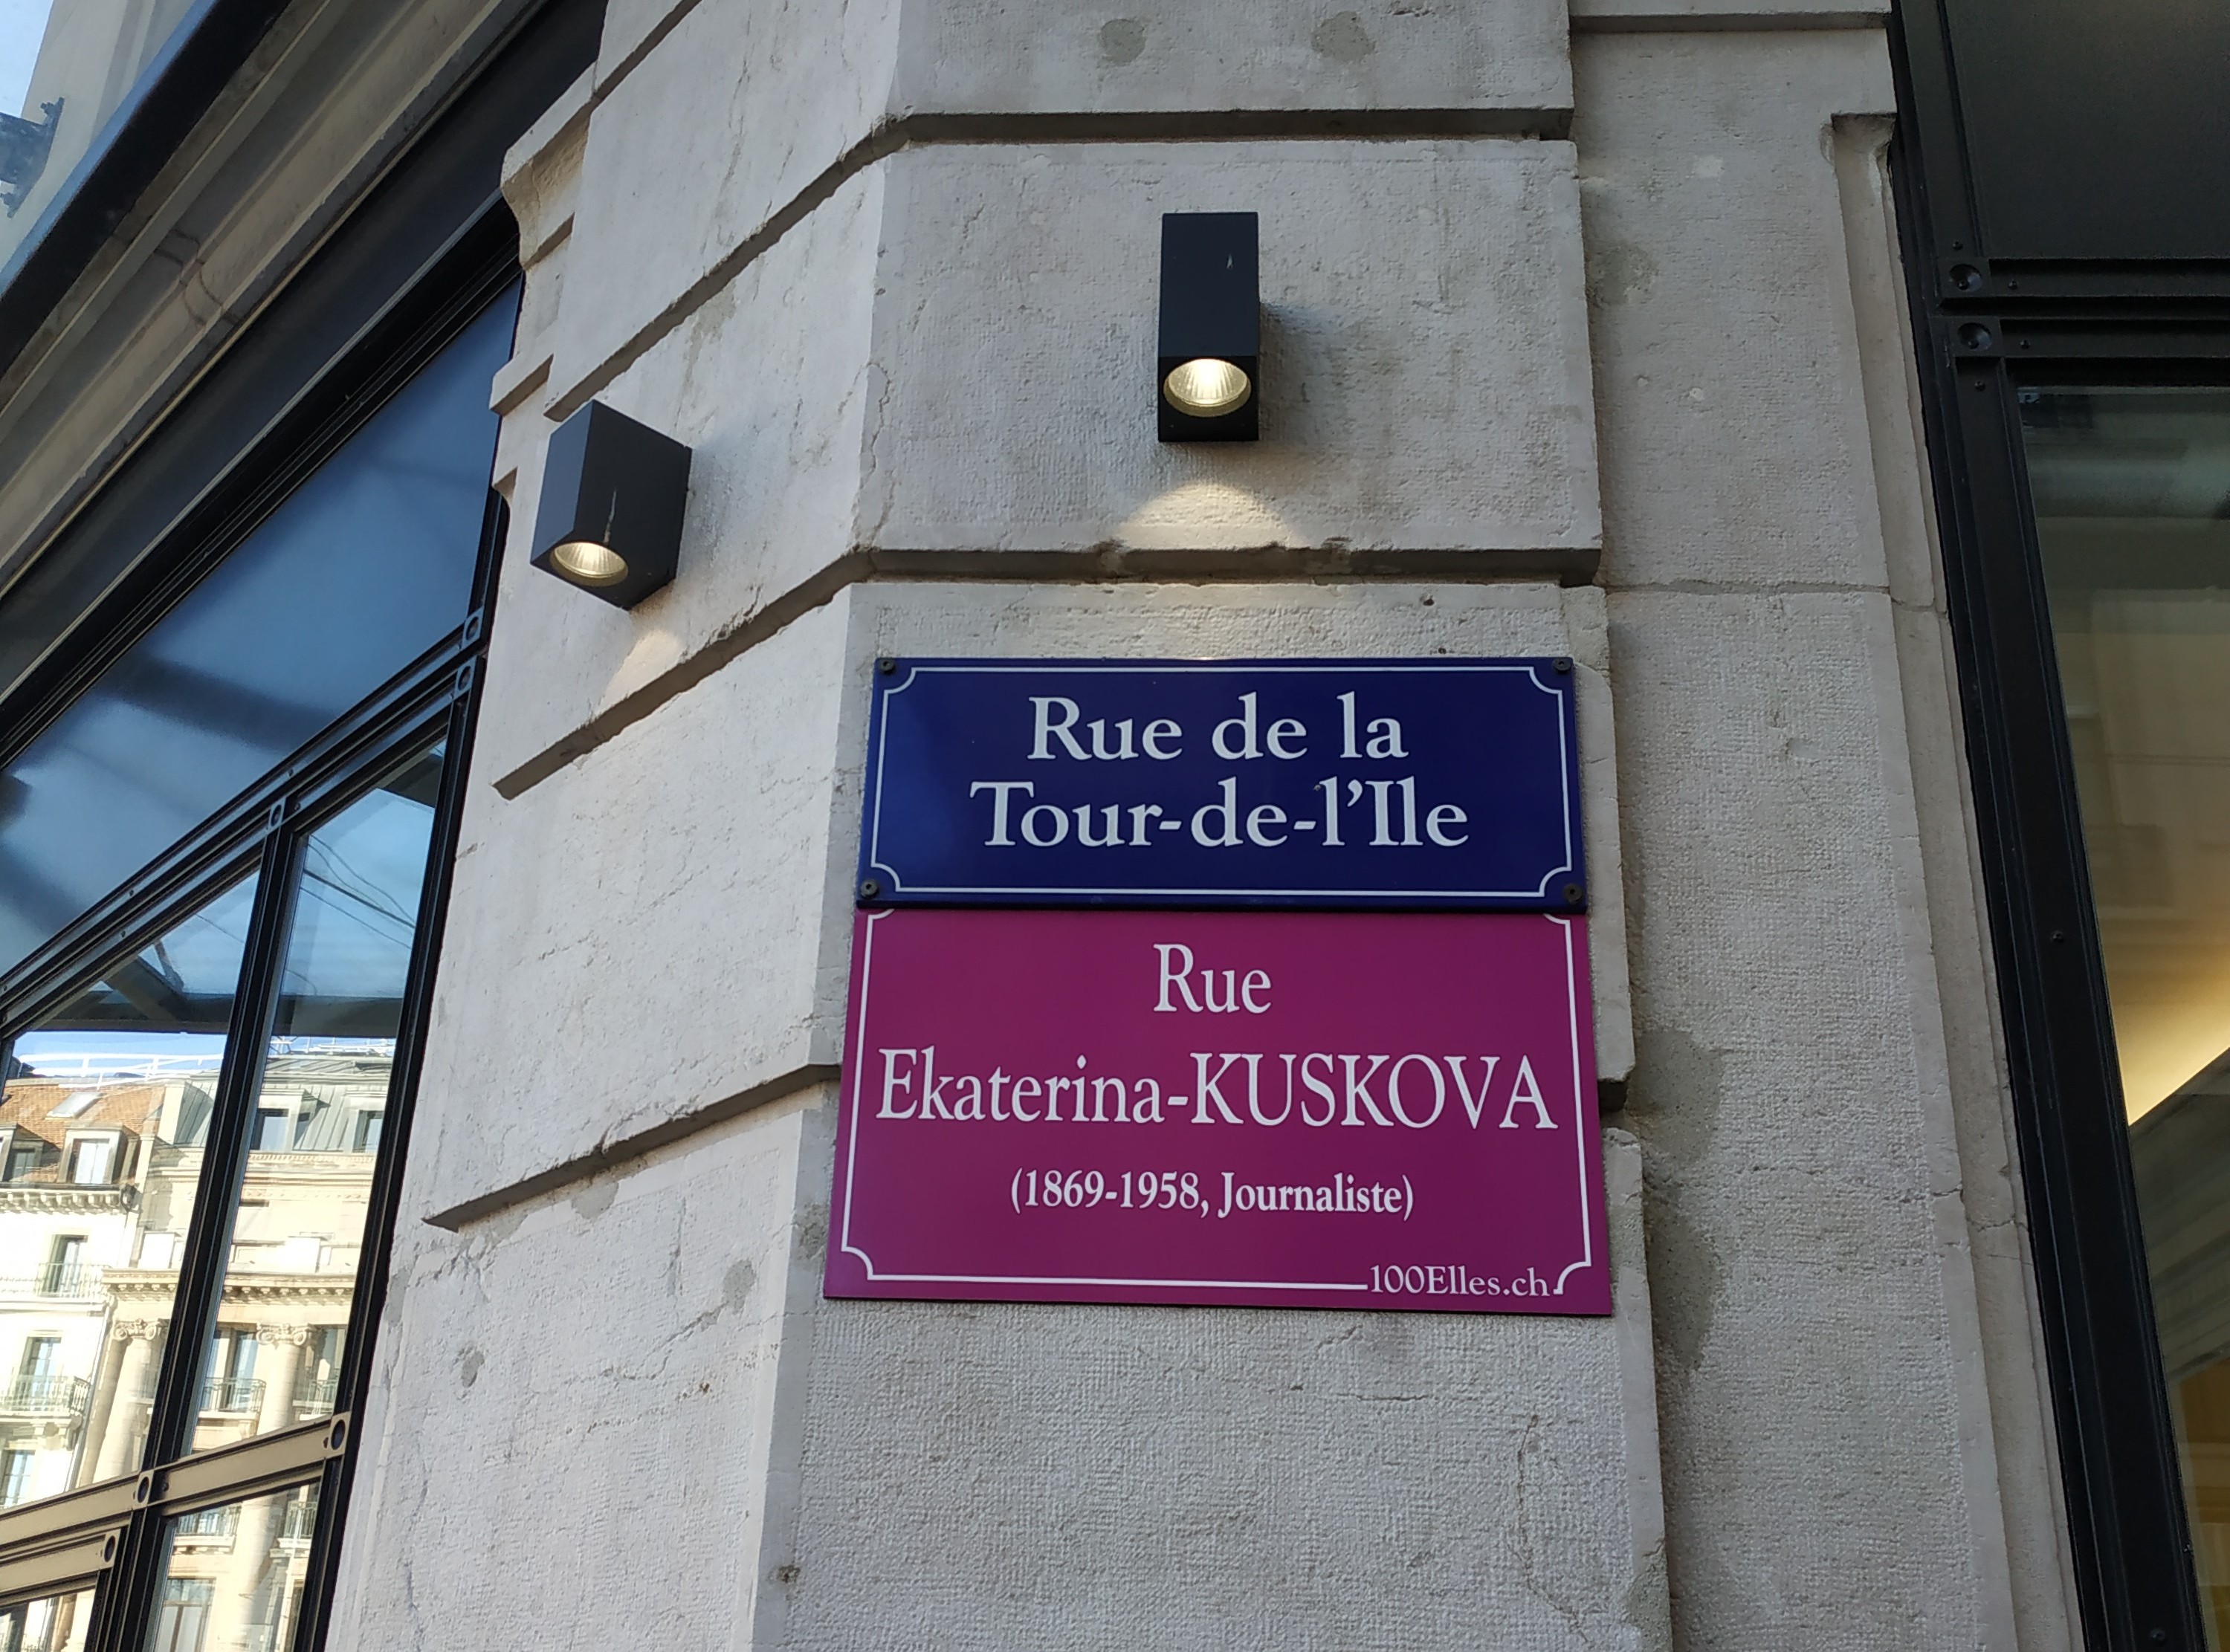 Rue de la
Tour-de-l’Ile
Rue
Ekaterina-KUSKOVA
(1869-1958, Journaliste)
100Elles.ch